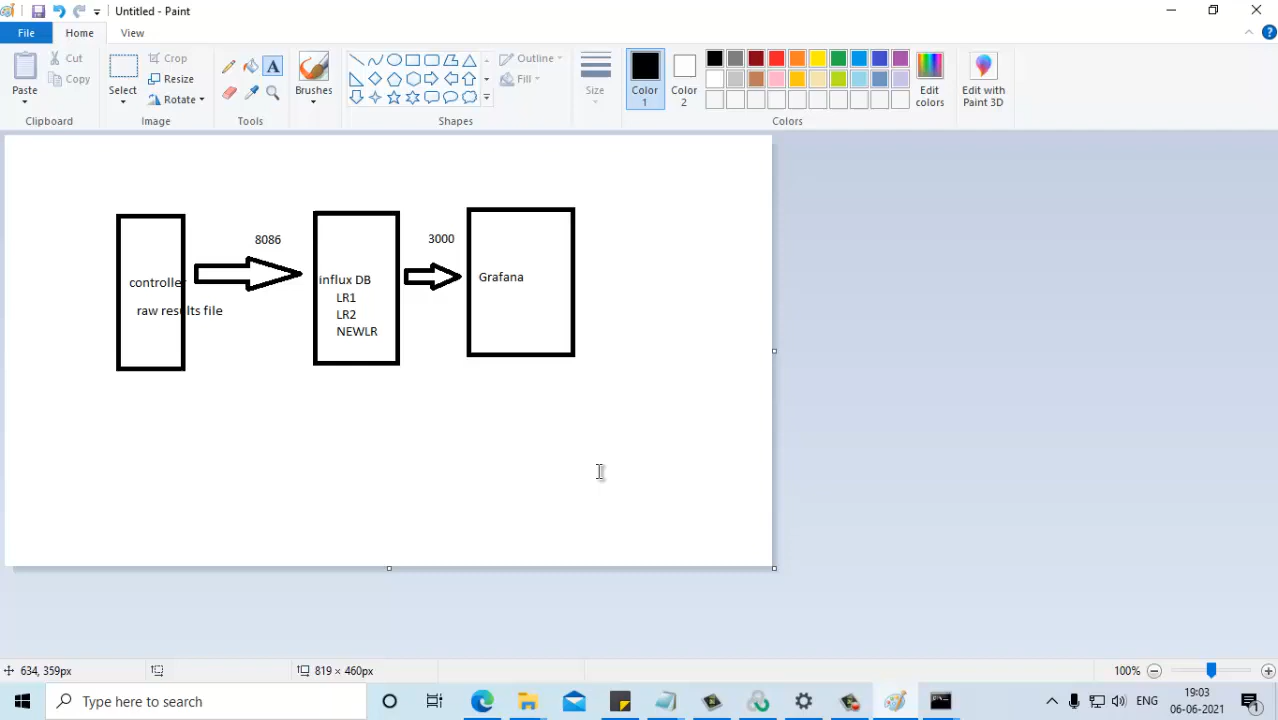 Untitled - Paint
File
Home
View
Paste
Cut
Copy
Clipboard
Select
Crop
Resize
Rotate
Image
A
Tools
Brushes
Outline
Fill
Shapes
Size
Color
1
Color
2
Edit
colors
Colors
Edit with
Paint 3D
8086
3000
controller
raw results file
influx DB
LR1
LR2
NEWLR
Grafana
634, 359px
819 × 460px
100%
Type here to search
ENG
19:03
06-06-2021
1